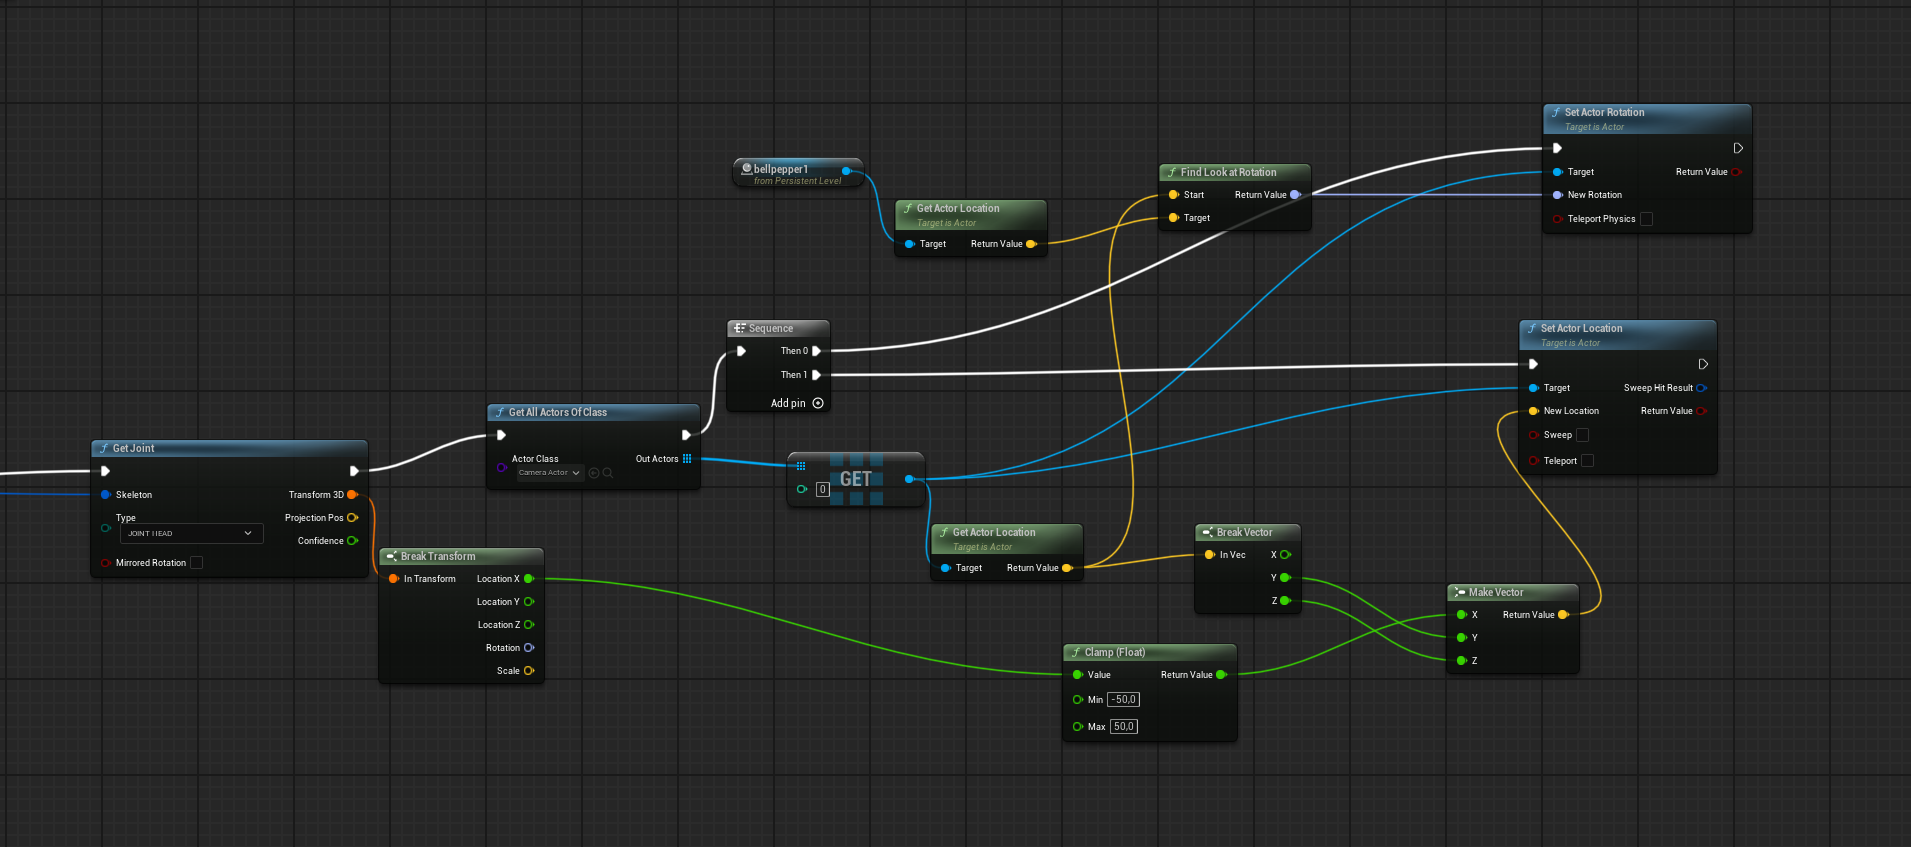 Set Actor Rotation
Target is Actor
Target
Return Value
New Rotation
Teleport Physics
bellpepper1
from Persistent Level
Find Look at Rotation
Start
Return Value
Target
Get Actor Location
Target is Actor
Target
Return Value
Sequence
Then 0
Then 1
Add pin
Set Actor Location
Target is Actor
Target
Sweep Hit Result
New Location
Return Value
Sweep
Teleport
Get All Actors Of Class
Actor Class
Camera Actor
Out Actors
GET
0
Get Joint
Skeleton
Transform 3D
Type
JOINT HEAD
Projection Pos
Confidence
Mirrored Rotation
Break Transform
In Transform
Location X
Location Y
Location Z
Rotation
Scale
Get Actor Location
Target is Actor
Target
Return Value
Break Vector
In Vec
X
Y
Z
Make Vector
X
Return Value
Y
Z
Clamp (Float)
Value
Return Value
Min -50,0
Max 50,0